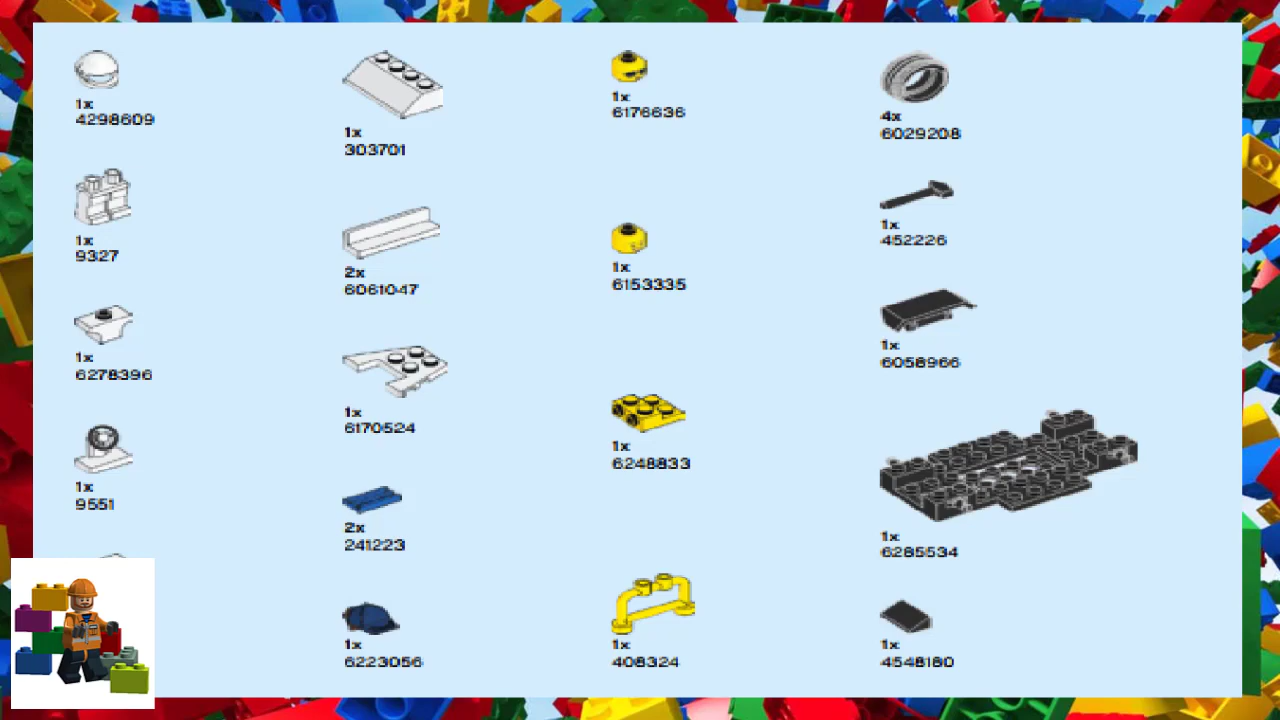 1x
4298609
1x
9327
1x
6278396
1x
9551
1x
303701
2x
6061047
1x
6170524
2x
241223
1x
6223056
1x
6176636
1x
6153335
1x
6248833
1x
408324
4x
6029208
1x
452226
1x
6058966
1x
6285534
1x
4548180